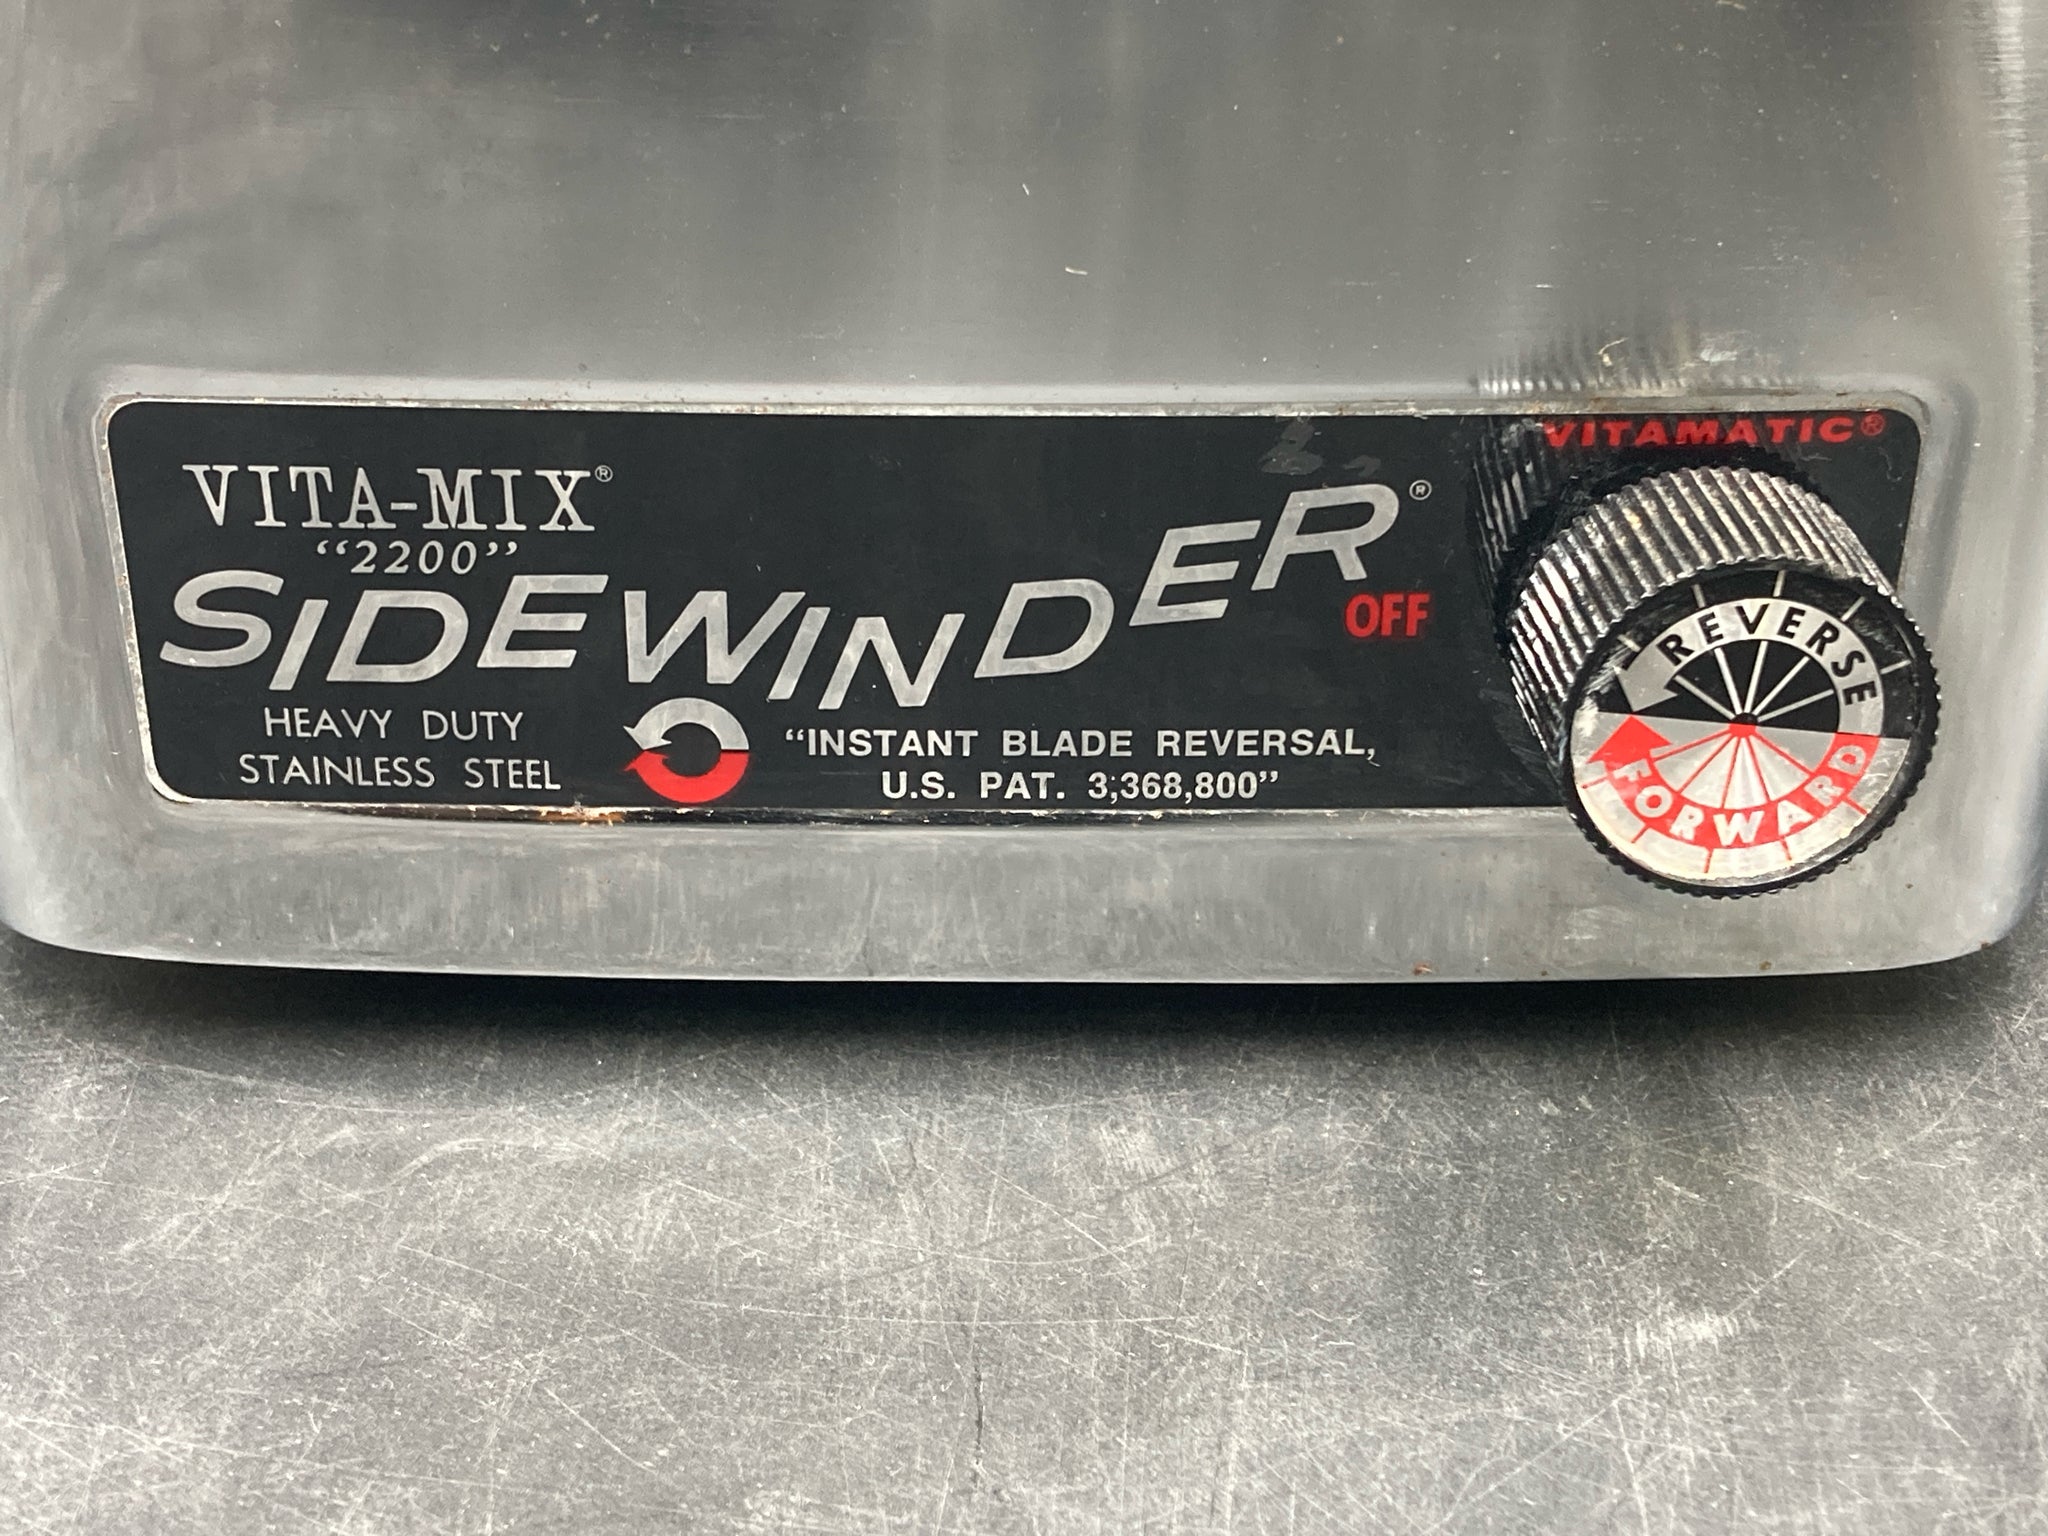 VITAMATIC®
VITA-MIX®
“2200”
SIDEWINDER®
OFF
HEAVY DUTY
STAINLESS STEEL
“INSTANT BLADE REVERSAL,
U.S. PAT. 3,368,800”
REVERSE
FORWARD